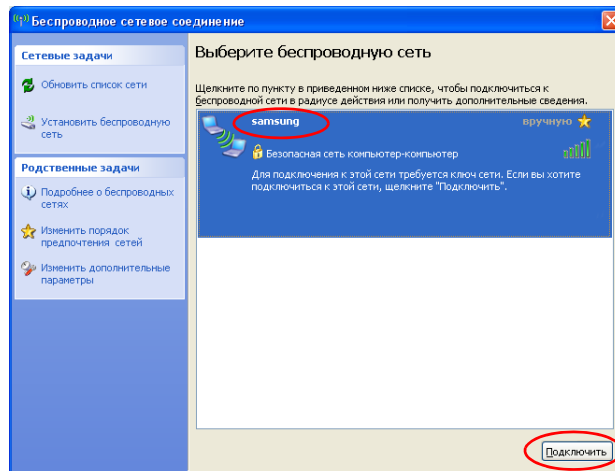 Беспроводное сетевое соединение
Сетевые задачи
Обновить список сети
Установить беспроводную
сеть
Родственные задачи
Подробнее о беспроводных
сетях
Изменить порядок
предпочтения сетей
Изменить дополнительные
параметры
Выберите беспроводную сеть
Щелкните по пункту в приведенном ниже списке, чтобы подключиться к
беспроводной сети в радиусе действия или получить дополнительные сведения.
samsung вручную
Безопасная сеть компьютер-компьютер
Для подключения к этой сети требуется ключ сети. Если вы хотите
подключиться к этой сети, щелкните "Подключить".
Подключить